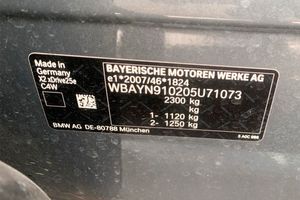 Made in
Germany
X2 xDrive25e
C4W
BAYERISCHE MOTOREN WERKE AG
e1*2007/46*1824
WBAYN910205U71073
2300 kg
kg
1- 1120 kg
2- 1250 kg
BMW AG DE-80788 München